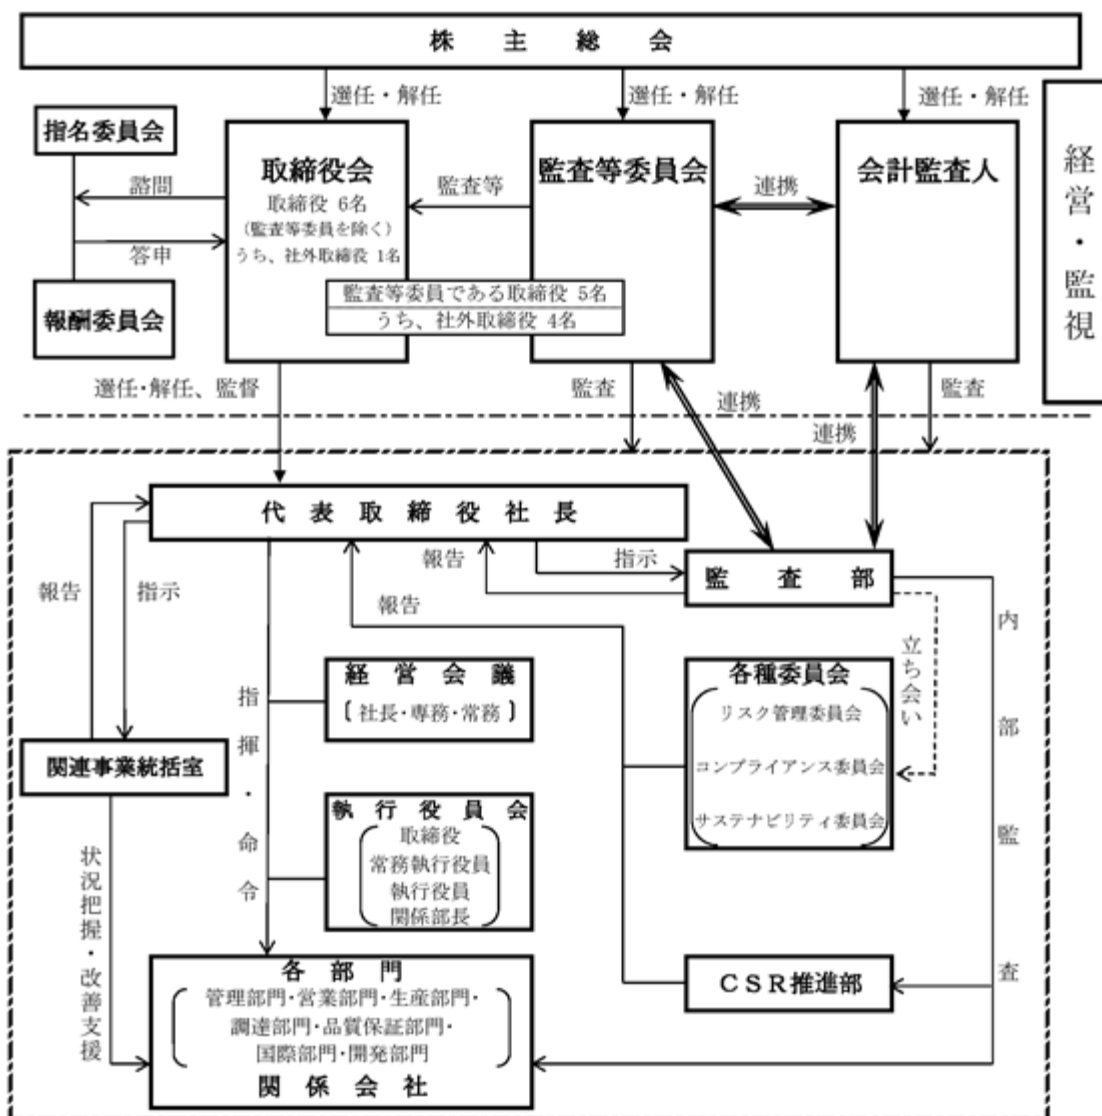 株主総会
選任・解任
選任・解任
選任・解任
経営・監視
指名委員会
諮問
答申
報酬委員会
取締役会
取締役 6名
(監査等委員を除く)
うち、社外取締役 1名
監査等
監査等委員会
連携
会計監査人
監査等委員である取締役 5名
うち、社外取締役 4名
選任・解任、監督
監査
連携
連携
監査
代表取締役社長
報告
指示
報告
指示
監査部
報告
立ち会い
内部監査
指揮・命令
経営会議
[社長・専務・常務]
各種委員会
リスク管理委員会
コンプライアンス委員会
サステナビリティ委員会
関連事業統括室
執行役員会
取締役
常務執行役員
執行役員
関係部長
状況把握・改善支援
各部門
管理部門・営業部門・生産部門・
調達部門・品質保証部門・
国際部門・開発部門
関係会社
CSR推進部